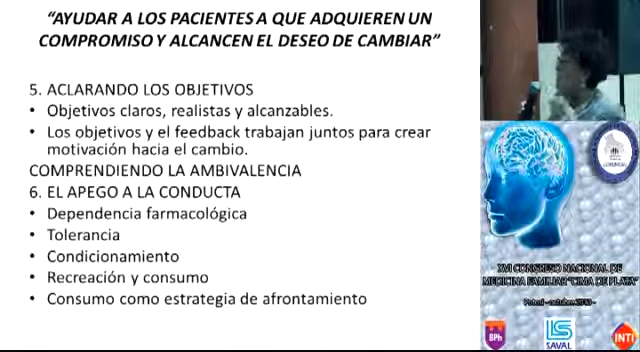 “AYUDAR A LOS PACIENTES A QUE ADQUIEREN UN
COMPROMISO Y ALCANCEN EL DESEO DE CAMBIAR”
5. ACLARANDO LOS OBJETIVOS
• Objetivos claros, realistas y alcanzables.
• Los objetivos y el feedback trabajan juntos para crear
motivación hacia el cambio.
COMPRENDIENDO LA AMBIVALENCIA
6. EL APEGO A LA CONDUCTA
• Dependencia farmacológica
• Tolerancia
• Condicionamiento
• Recreación y consumo
• Consumo como estrategia de afrontamiento
XVI CONGRESO NACIONAL DE
MEDICINA FAMILIAR "CIMA DE PLATA"
BPh
SAVAL
INTI